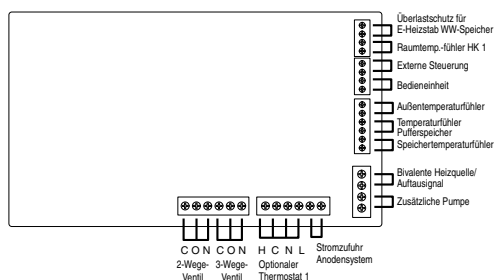 Überlastschutz für
E-Heizstab WW-Speicher
Raumtemp.-fühler HK 1
Externe Steuerung
Bedieneinheit
Außentemperaturfühler
Temperaturfühler
Pufferspeicher
Speichertemperaturfühler
Bivalente Heizquelle/
Auftausignal
Zusätzliche Pumpe
C O N C O N H C N L
2-Wege-
Ventil
3-Wege-
Ventil
Optionaler
Thermostat 1
Stromzufuhr
Anodensystem